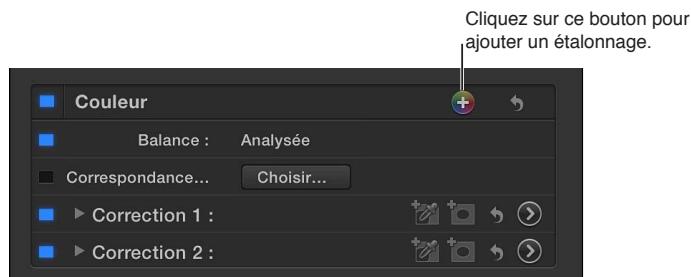 Cliquez sur ce bouton pour
ajouter un étalonnage.
Couleur
Balance : Analysée
Correspondance... Choisir...
Correction 1 :
Correction 2 :